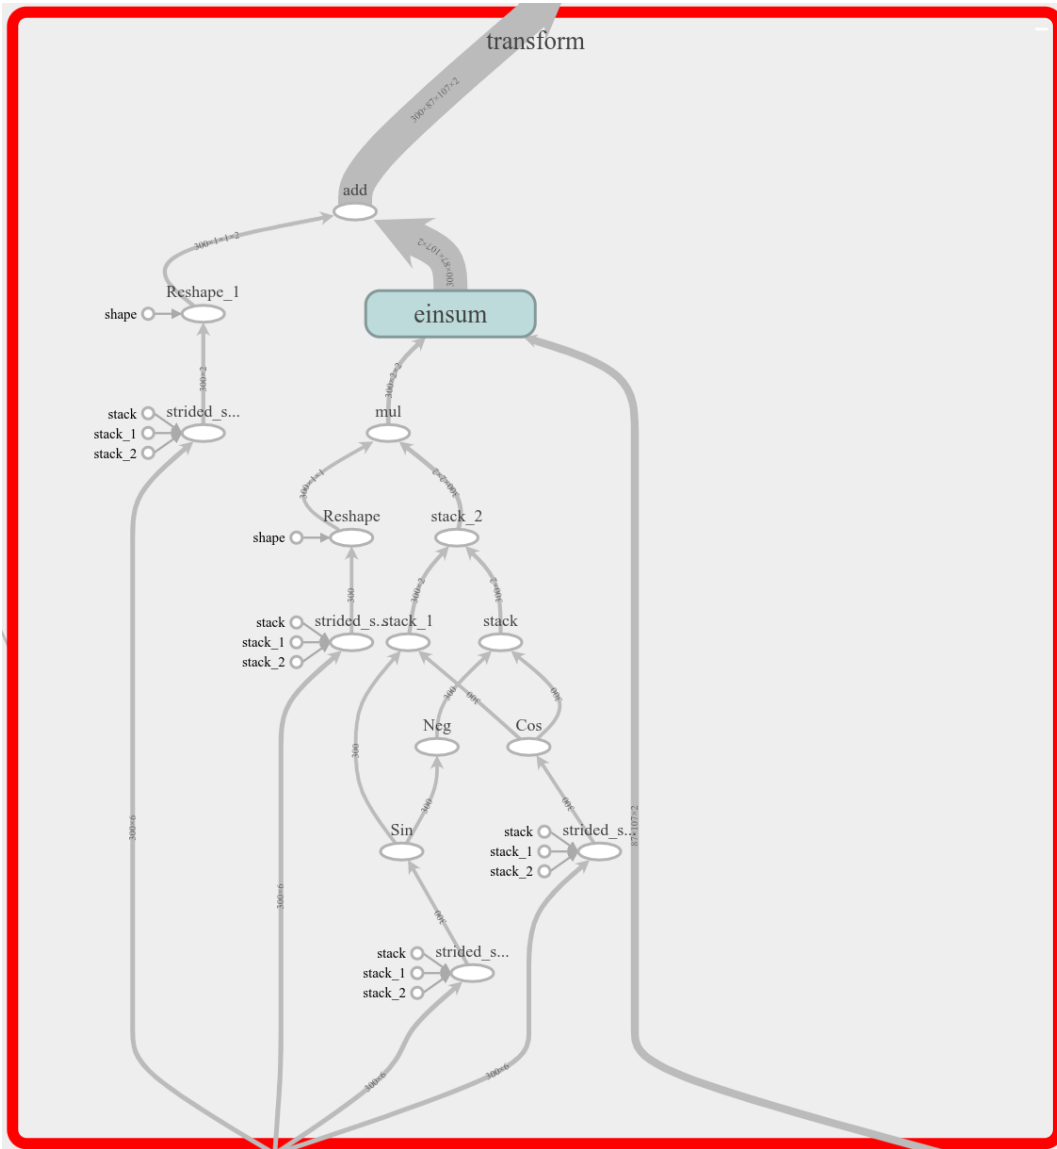 transform
300×87×107×2
add
300×1×1×2
300×87×107×2
Reshape_1
shape
einsum
300×2
300×2×2
stack
strided_s...
stack_1
stack_2
mul
300×1×1
300×2×2
Reshape
stack_2
shape
300
300×2
300×2
stack
strided_s...
stack_1
stack
stack_1
stack_2
300
300
300
Neg
Cos
300
300
300
Sin
stack
strided_s...
stack_1
stack_2
300×6
87×107×2
300×6
300
stack
strided_s...
stack_1
stack_2
300×6
300×6